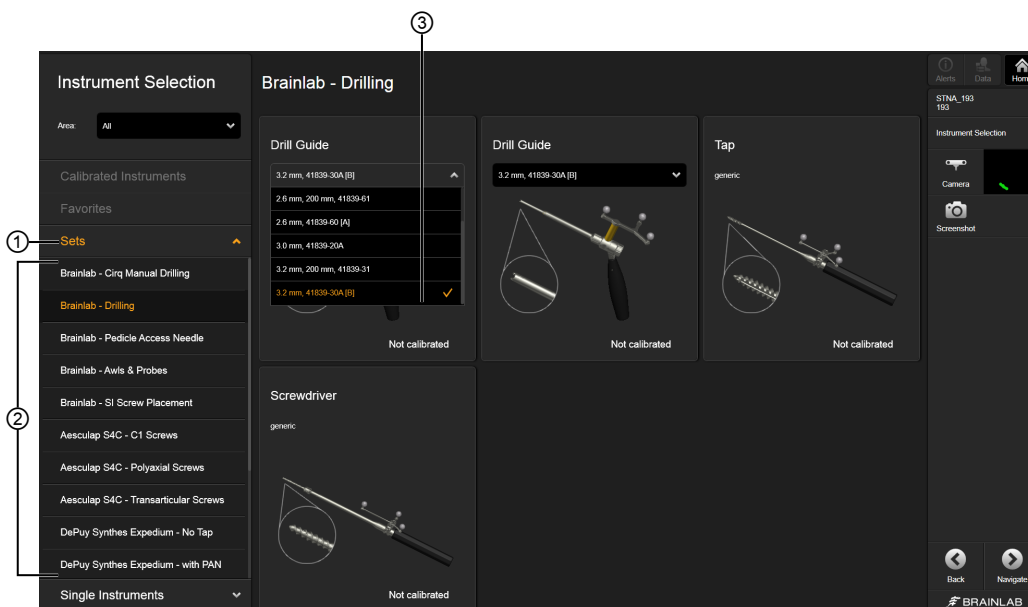 ③
Instrument Selection
Area: All
Calibrated Instruments
Favorites
①
Sets
②
Brainlab - Cirq Manual Drilling
Brainlab - Drilling
Brainlab - Pedicle Access Needle
Brainlab - Awls & Probes
Brainlab - SI Screw Placement
Aesculap S4C - C1 Screws
Aesculap S4C - Polyaxial Screws
Aesculap S4C - Transarticular Screws
DePuy Synthes Expedium - No Tap
DePuy Synthes Expedium - with PAN
Single Instruments
Brainlab - Drilling
Drill Guide
3.2 mm, 41839-30A [B]
2.6 mm, 200 mm, 41839-61
2.6 mm, 41839-60 [A]
3.0 mm, 41839-20A
3.2 mm, 200 mm, 41839-31
3.2 mm, 41839-30A [B]
Not calibrated
Drill Guide
3.2 mm, 41839-30A [B]
Not calibrated
Tap
generic
Not calibrated
Screwdriver
generic
Not calibrated
Alerts
Data
Hom
STNA_193
193
Instrument Selection
Camera
Screenshot
Back
Navigate
BRAINLAB